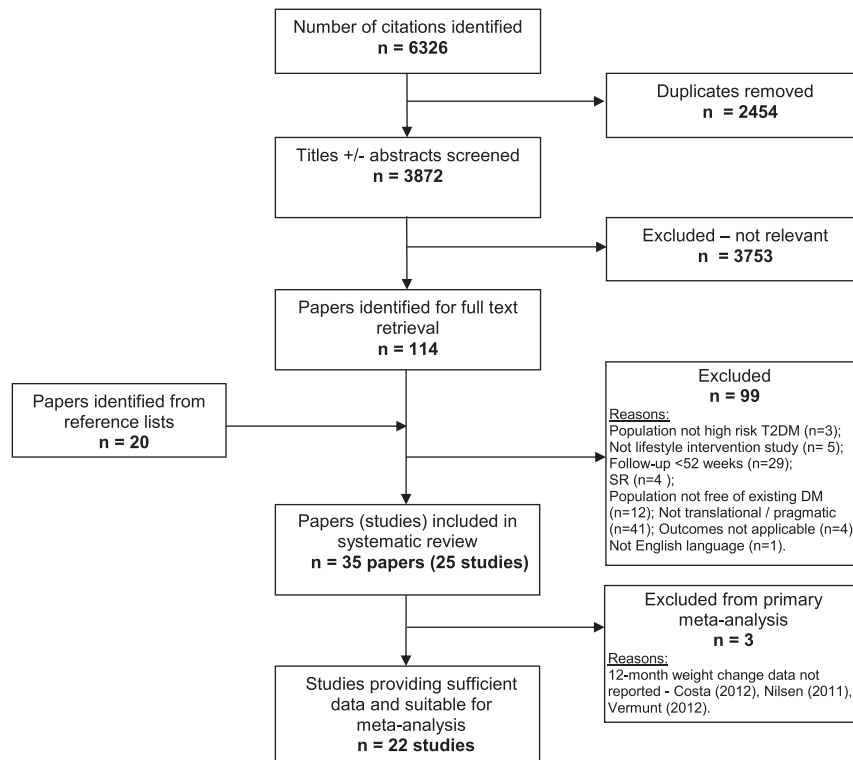 Number of citations identified
n = 6326
Duplicates removed
n = 2454
Titles +/- abstracts screened
n = 3872
Excluded – not relevant
n = 3753
Papers identified for full text
retrieval
n = 114
Papers identified from
reference lists
n = 20
Excluded
n = 99
Reasons:
Population not high risk T2DM (n=3);
Not lifestyle intervention study (n= 5);
Follow-up <52 weeks (n=29);
SR (n=4 );
Population not free of existing DM
(n=12); Not translational / pragmatic
(n=41); Outcomes not applicable (n=4)
Not English language (n=1).
Papers (studies) included in
systematic review
n = 35 papers (25 studies)
Excluded from primary
meta-analysis
n = 3
Reasons:
12-month weight change data not
reported - Costa (2012), Nilsen (2011),
Vermunt (2012).
Studies providing sufficient
data and suitable for
meta-analysis
n = 22 studies